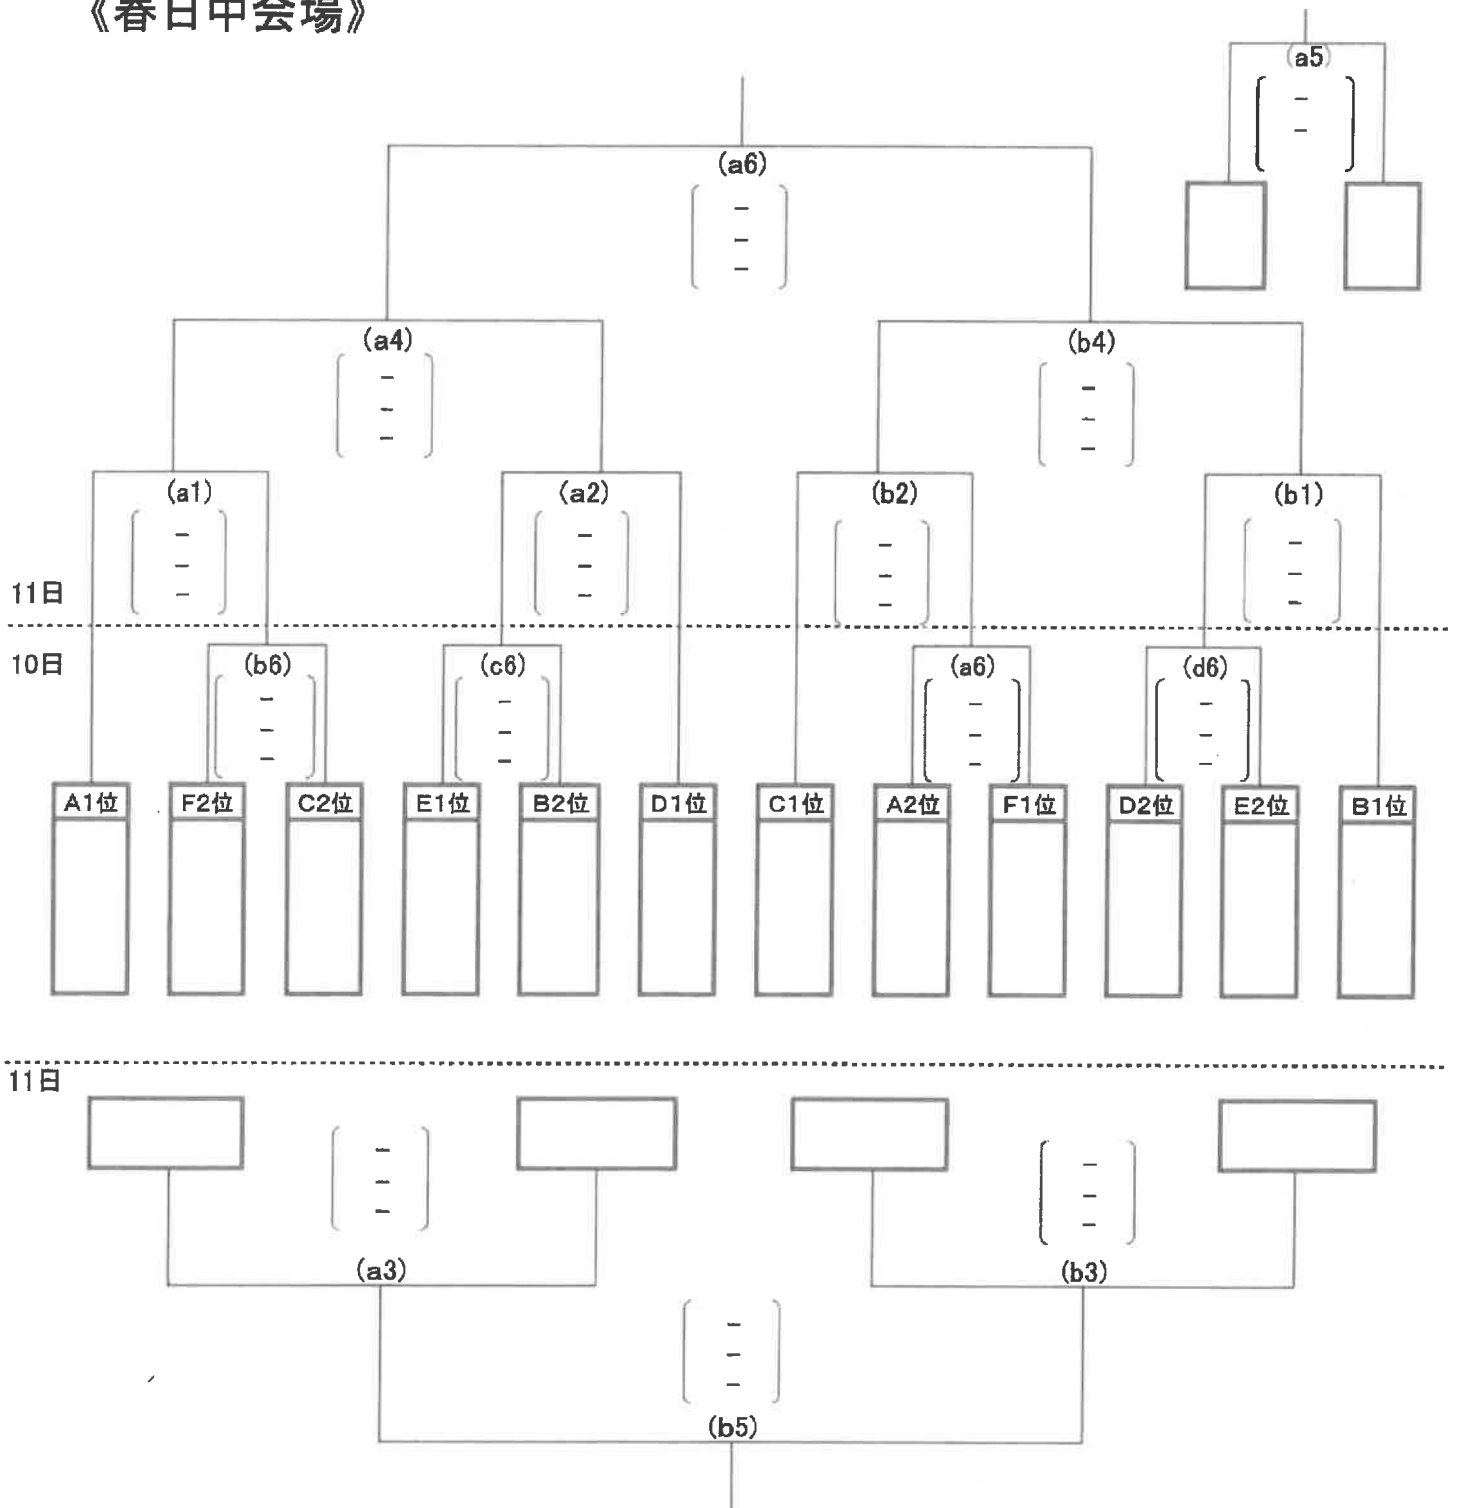 《春日中会場》
(a5)
－
－
(a6)
－
－
－
(a4)
－
－
－
(b4)
－
－
－
(a1)
－
－
－
(a2)
－
－
－
(b2)
－
－
－
(b1)
－
－
－
11日
10日
(b6)
－
－
－
(c6)
－
－
－
(a6)
－
－
－
(d6)
－
－
－
A1位 F2位 C2位 E1位 B2位 D1位 C1位 A2位 F1位 D2位 E2位 B1位
11日
－
－
－
(a3)
－
－
－
(b3)
－
－
－
(b5)